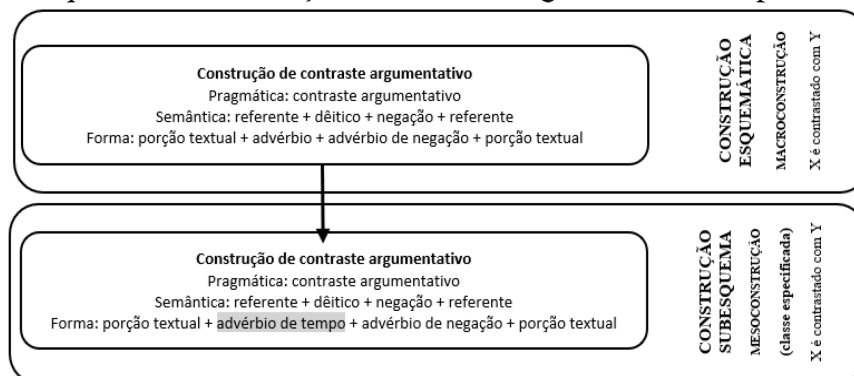 Construção de contraste argumentativo
Pragmática: contraste argumentativo
Semântica: referente + dêitico + negação + referente
Forma: porção textual + advérbio + advérbio de negação + porção textual
CONSTRUÇÃO
ESQUEMÁTICA
MACROCONSTRUÇÃO
X é contrastado com Y
Construção de contraste argumentativo
Pragmática: contraste argumentativo
Semântica: referente + dêitico + negação + referente
Forma: porção textual + advérbio de tempo + advérbio de negação + porção textual
CONSTRUÇÃO
SUBESQUEMA
MESOCONSTRUÇÃO
(classe especificada)
X é contrastado com Y